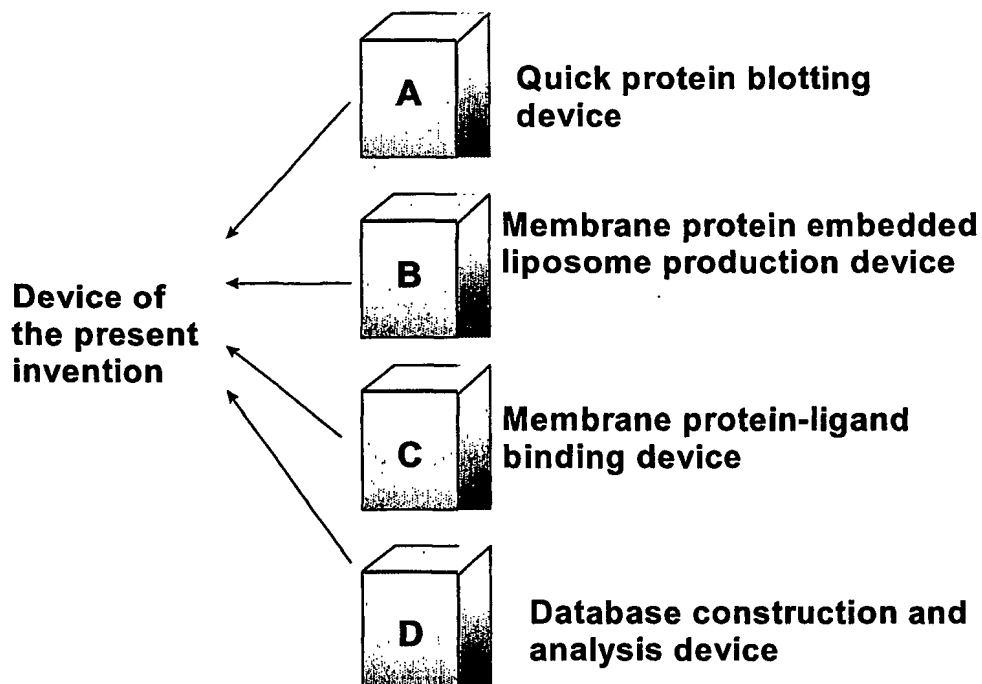 A
Quick protein blotting
device
B
Membrane protein embedded
liposome production device
Device of
the present
invention
C
Membrane protein-ligand
binding device
D
Database construction and
analysis device